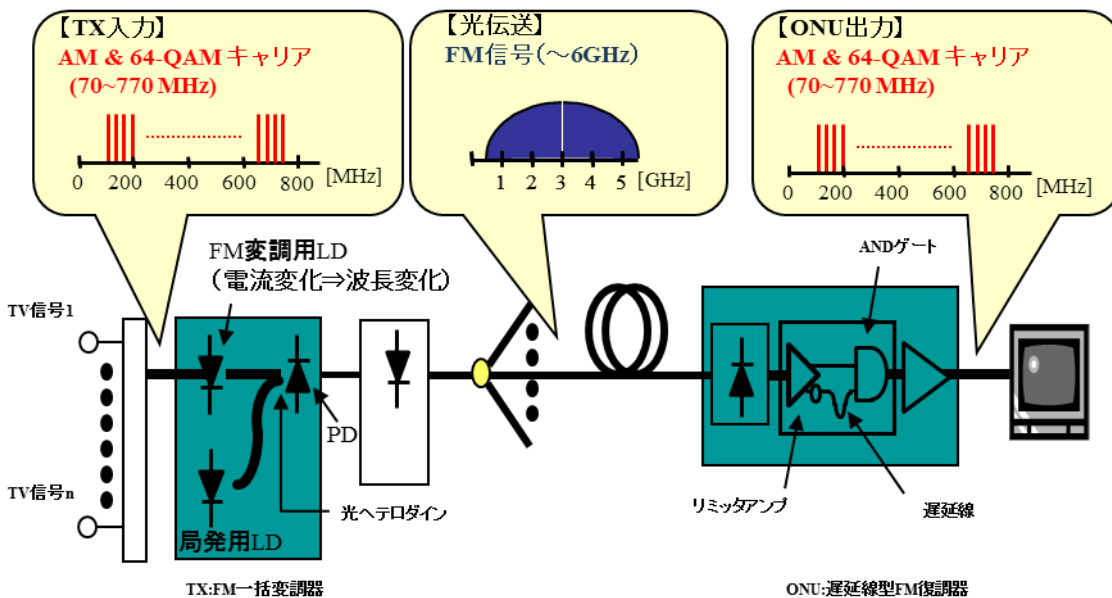 【TX入力】
AM & 64-QAM キャリア
(70~770 MHz)
0 200 400 600 800 [MHz]
【光伝送】
FM信号(～6GHz)
1 2 3 4 5 [GHz]
【ONU出力】
AM & 64-QAM キャリア
(70~770 MHz)
0 200 400 600 800 [MHz]
FM変調用LD
（電流変化⇒波長変化）
ANDゲート
TV信号1
PD
TV信号n
局発用LD
光ヘテロダイン
リミッタアンプ
遅延線
TX:FM一括変調器
ONU:遅延線型FM復調器